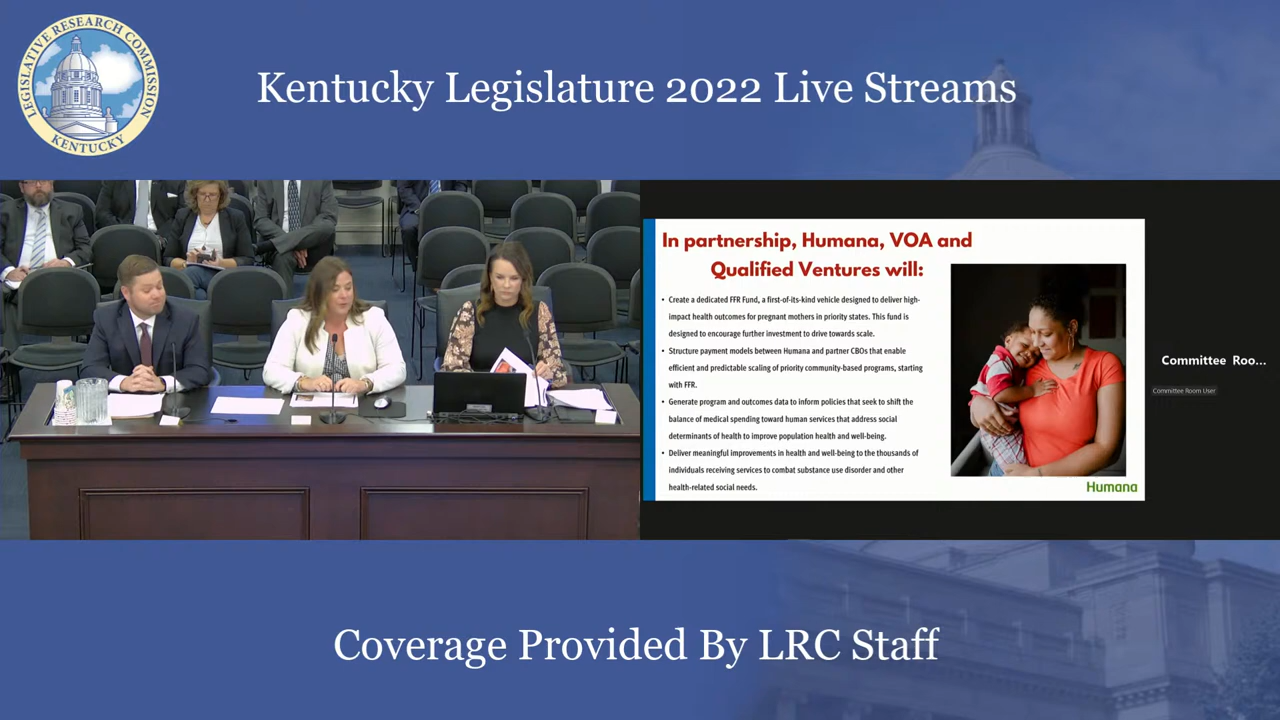 LEGISLATIVE RESEARCH COMMISSION
KENTUCKY
Kentucky Legislature 2022 Live Streams
In partnership, Humana, VOA and
Qualified Ventures will:
• Create a dedicated FFR Fund, a first-of-its-kind vehicle designed to deliver high-
impact health outcomes for pregnant mothers in priority states. This fund is
designed to encourage further investment to drive towards scale.
• Structure payment models between Humana and partner CBOs that enable
efficient and predictable scaling of priority community-based programs, starting
with FFR.
• Generate program and outcomes data to inform policies that seek to shift the
balance of medical spending toward human services that address social
determinants of health to improve population health and well-being.
• Deliver meaningful improvements in health and well-being to the thousands of
individuals receiving services to combat substance use disorder and other
health-related social needs.
Humana
Committee Roo...
Committee Room User
Coverage Provided By LRC Staff